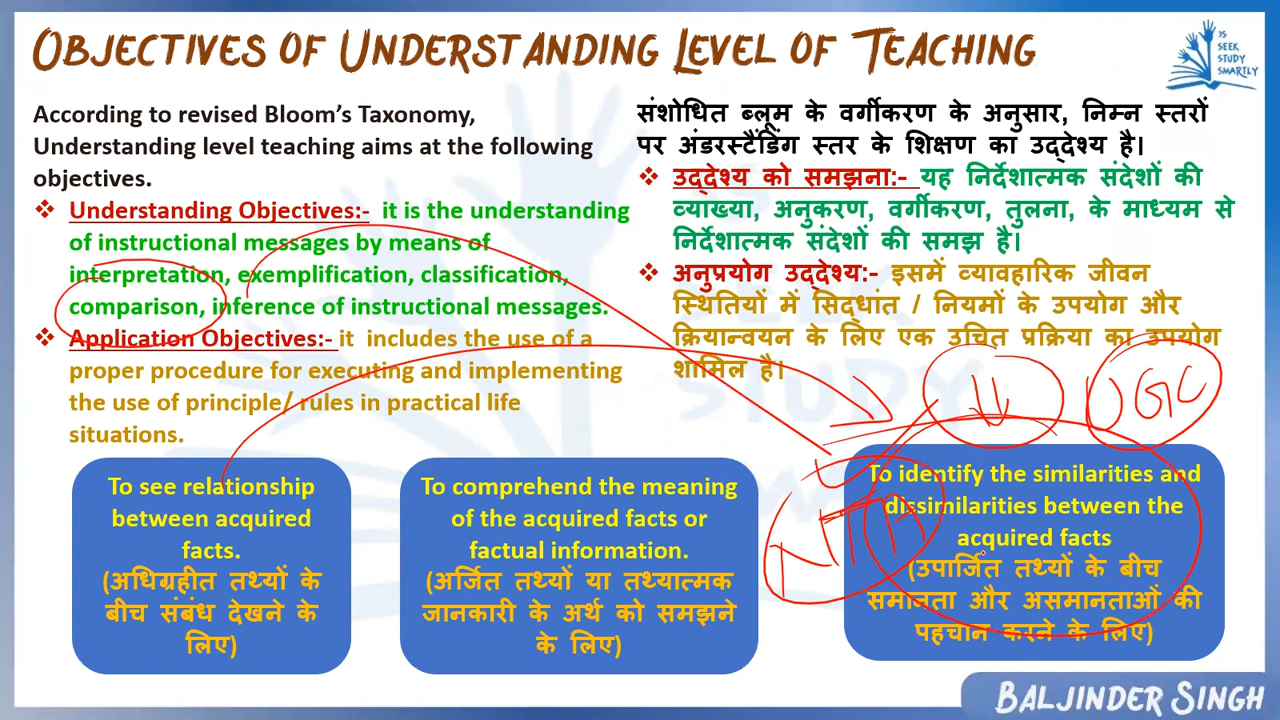 OBJECTIVES OF UNDERSTANDING LEVEL OF TEACHING
JS
SEEK
STUDY
SMARTLY
According to revised Bloom's Taxonomy,
Understanding level teaching aims at the following
objectives.
❖ Understanding Objectives:- it is the understanding
of instructional messages by means of
interpretation, exemplification, classification,
comparison, inference of instructional messages.
❖ Application Objectives:- it includes the use of a
proper procedure for executing and implementing
the use of principle/ rules in practical life
situations.
संशोधित ब्लूम के वर्गीकरण के अनुसार, निम्न स्तरों
पर अंडरस्टैंडिंग स्तर के शिक्षण का उद्देश्य है।
❖ उद्देश्य को समझना:- यह निर्देशात्मक संदेशों की
व्याख्या, अनुकरण, वर्गीकरण, तुलना, के माध्यम से
निर्देशात्मक संदेशों की समझ है।
❖ अनुप्रयोग उद्देश्य:- इसमें व्यावहारिक जीवन
स्थितियों में सिद्धांत / नियमों के उपयोग और
क्रियान्वयन के लिए एक उचित प्रक्रिया का उपयोग
शामिल है।
UGC
NTA
To see relationship
between acquired
facts.
(अधिग्रहीत तथ्यों के
बीच संबंध देखने के
लिए)
To comprehend the meaning
of the acquired facts or
factual information.
(अर्जित तथ्यों या तथ्यात्मक
जानकारी के अर्थ को समझने
के लिए)
To identify the similarities and
dissimilarities between the
acquired facts
(उपार्जित तथ्यों के बीच
समानता और असमानताओं की
पहचान करने के लिए)
BALJINDER SINGH